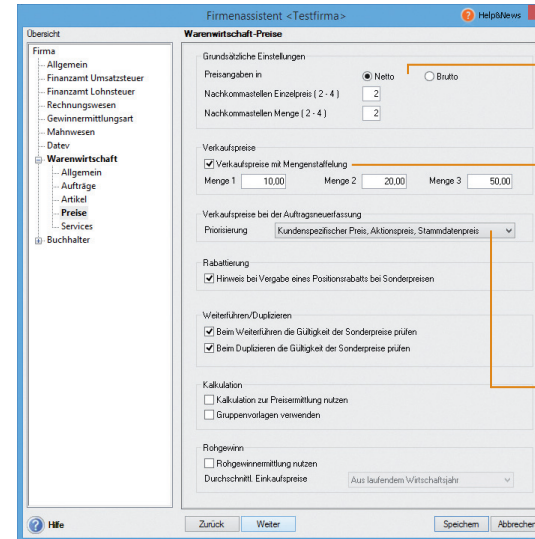 Firmenassistent <Testfirma>
Help&News
Übersicht
Firma
Allgemein
Finanzamt Umsatzsteuer
Finanzamt Lohnsteuer
Rechnungswesen
Gewinnermittlungsart
Mahnwesen
Datev
Warenwirtschaft
Allgemein
Aufträge
Artikel
Preise
Services
Buchhalter
Warenwirtschaft-Preise
Grundsätzliche Einstellungen
Preisangaben in Netto Brutto
Nachkommastellen Einzelpreis ( 2 - 4 ) 2
Nachkommastellen Menge ( 2 - 4 ) 2
Verkaufspreise
Verkaufspreise mit Mengenstaffelung
Menge 1 10,00 Menge 2 20,00 Menge 3 50,00
Verkaufspreise bei der Auftragsneuerfassung
Priorisierung Kundenspezifischer Preis, Aktionspreis, Stammdatenpreis
Rabattierung
Hinweis bei Vergabe eines Positionsrabatts bei Sonderpreisen
Weiterführen/Duplizieren
Beim Weiterführen die Gültigkeit der Sonderpreise prüfen
Beim Duplizieren die Gültigkeit der Sonderpreise prüfen
Kalkulation
Kalkulation zur Preisermittlung nutzen
Gruppenvorlagen verwenden
Rohgewinn
Rohgewinnermittlung nutzen
Durchschnittl. Einkaufspreise Aus laufendem Wirtschaftsjahr
Hilfe Zurück Weiter Speichern Abbrechen